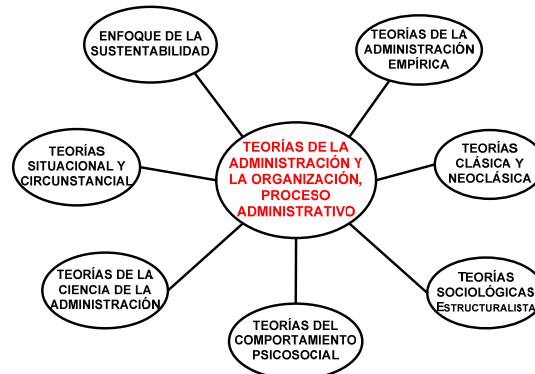 ENFOQUE DE LA
SUSTENTABILIDAD
TEORÍAS DE LA
ADMINISTRACIÓN
EMPÍRICA
TEORÍAS
SITUACIONAL Y
CIRCUNSTANCIAL
TEORÍAS DE LA
ADMINISTRACIÓN Y
LA ORGANIZACIÓN,
PROCESO
ADMINISTRATIVO
TEORÍAS
CLÁSICA Y
NEOCLÁSICA
TEORÍAS DE LA
CIENCIA DE LA
ADMINISTRACIÓN
TEORÍAS
SOCIOLÓGICAS
ESTRUCTURALISTA
TEORÍAS DEL
COMPORTAMIENTO
PSICOSOCIAL